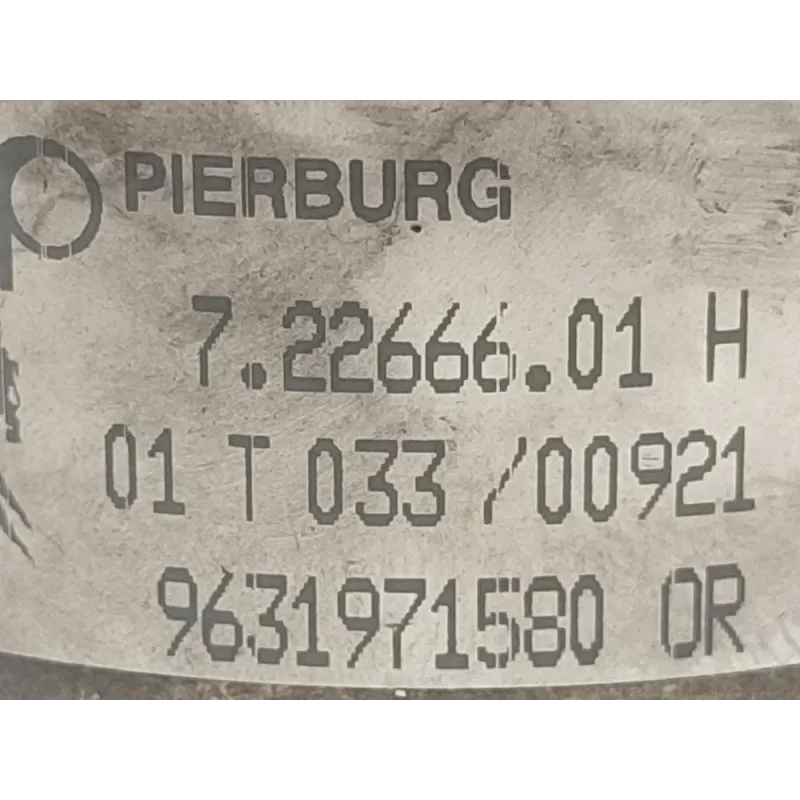 PIERBURG
7.22666.01 H
01 T 033 /00921
9631971580 OR